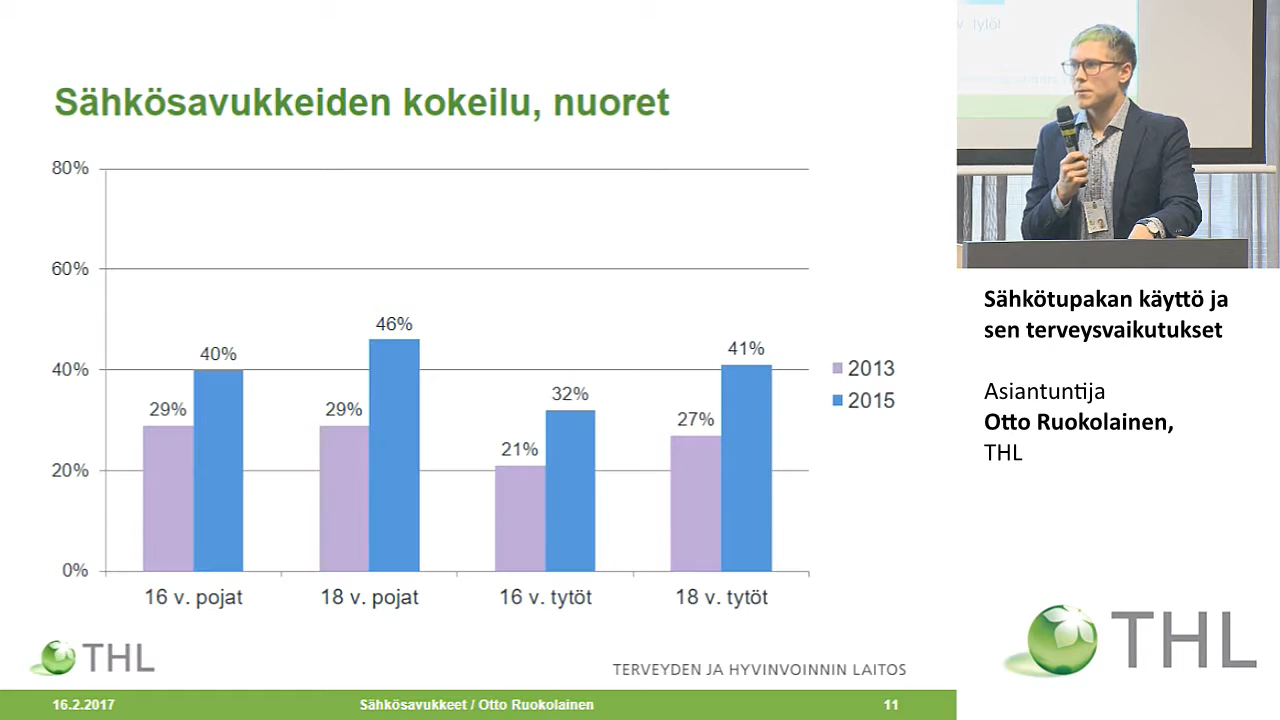 Sähkösavukkeiden kokeilu, nuoret
80%
60%
40%
20%
0%
29%
40%
29%
46%
21%
32%
27%
41%
16 v. pojat
18 v. pojat
16 v. tytöt
18 v. tytöt
2013
2015
THL
TERVEYDEN JA HYVINVOINNIN LAITOS
16.2.2017
Sähkösavukkeet / Otto Ruokolainen
11
v. tytöt
Sähkötupakan käyttö ja
sen terveysvaikutukset
Asiantuntija
Otto Ruokolainen,
THL
THL